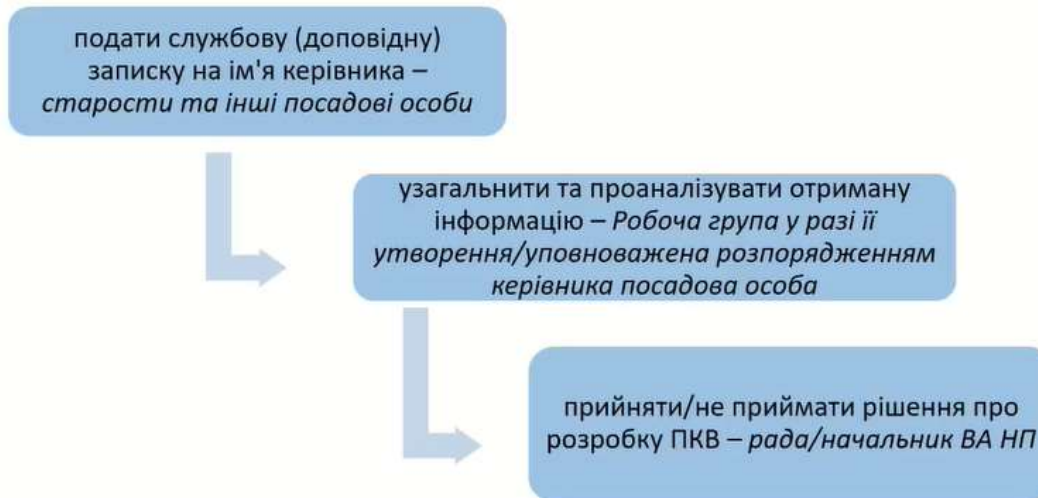 подати службову (доповідну)
записку на ім'я керівника –
старости та інші посадові особи
узагальнити та проаналізувати отриману
інформацію – Робоча група у разі її
утворення/уповноважена розпорядженням
керівника посадова особа
прийняти/не приймати рішення про
розробку ПКВ – рада/начальник ВА НП